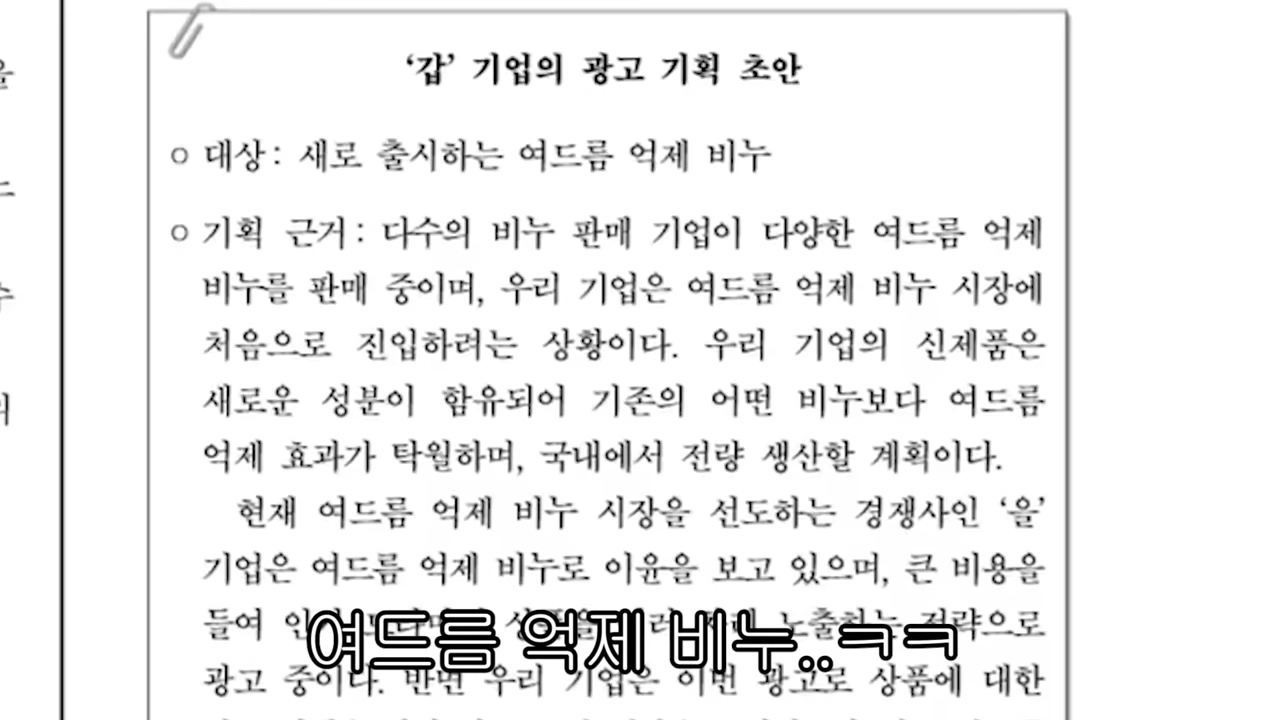 ‘갑’ 기업의 광고 기획 초안
○ 대상: 새로 출시하는 여드름 억제 비누
○ 기획 근거: 다수의 비누 판매 기업이 다양한 여드름 억제
비누를 판매 중이며, 우리 기업은 여드름 억제 비누 시장에
처음으로 진입하려는 상황이다. 우리 기업의 신제품은
새로운 성분이 함유되어 기존의 어떤 비누보다 여드름
억제 효과가 탁월하며, 국내에서 전량 생산할 계획이다.
현재 여드름 억제 비누 시장을 선도하는 경쟁사인 ‘을’
기업은 여드름 억제 비누로 이윤을 보고 있으며, 큰 비용을
들여 노출하는 전략으로
여드름 억제 비누..ㅋㅋ
광고 중이다. 반면 우리 기업은 이번 광고로 상품에 대한